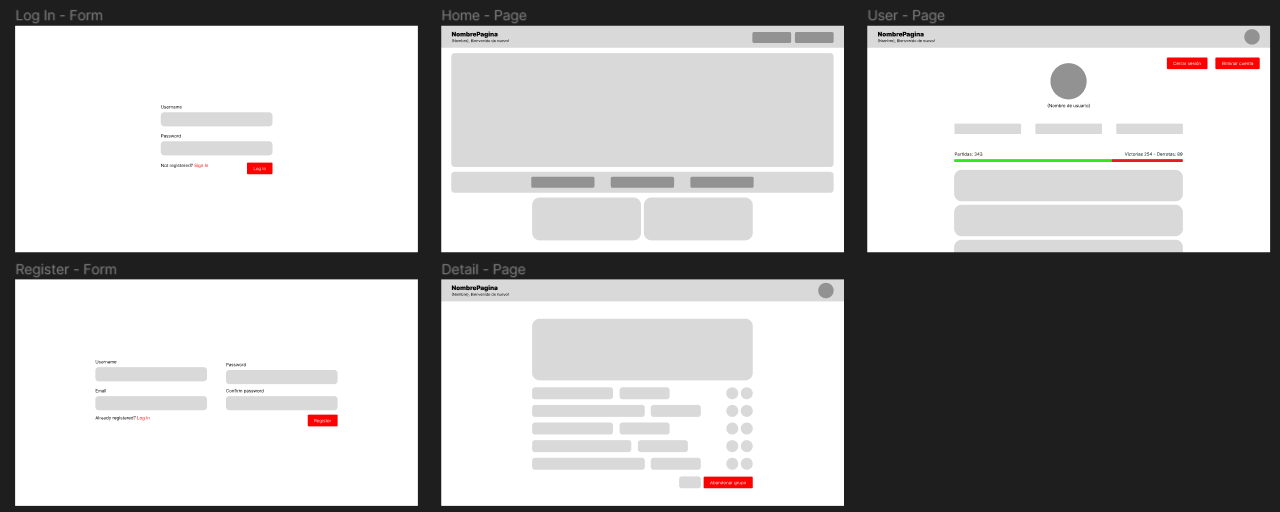 Log In - Form
Username
Password
Not registered? Sign in
Log In
Home - Page
NombrePagina
(Nombre), Bienvenido de nuevo!
User - Page
NombrePagina
(Nombre), Bienvenido de nuevo!
Cerrar sesión
Eliminar cuenta
(Nombre de usuario)
Partidas: 343
Victorias 254 - Derrotas: 89
Register - Form
Username
Password
Email
Confirm password
Already registered? Log In
Register
Detail - Page
NombrePagina
(Nombre), Bienvenido de nuevo!
Abandonar grupo